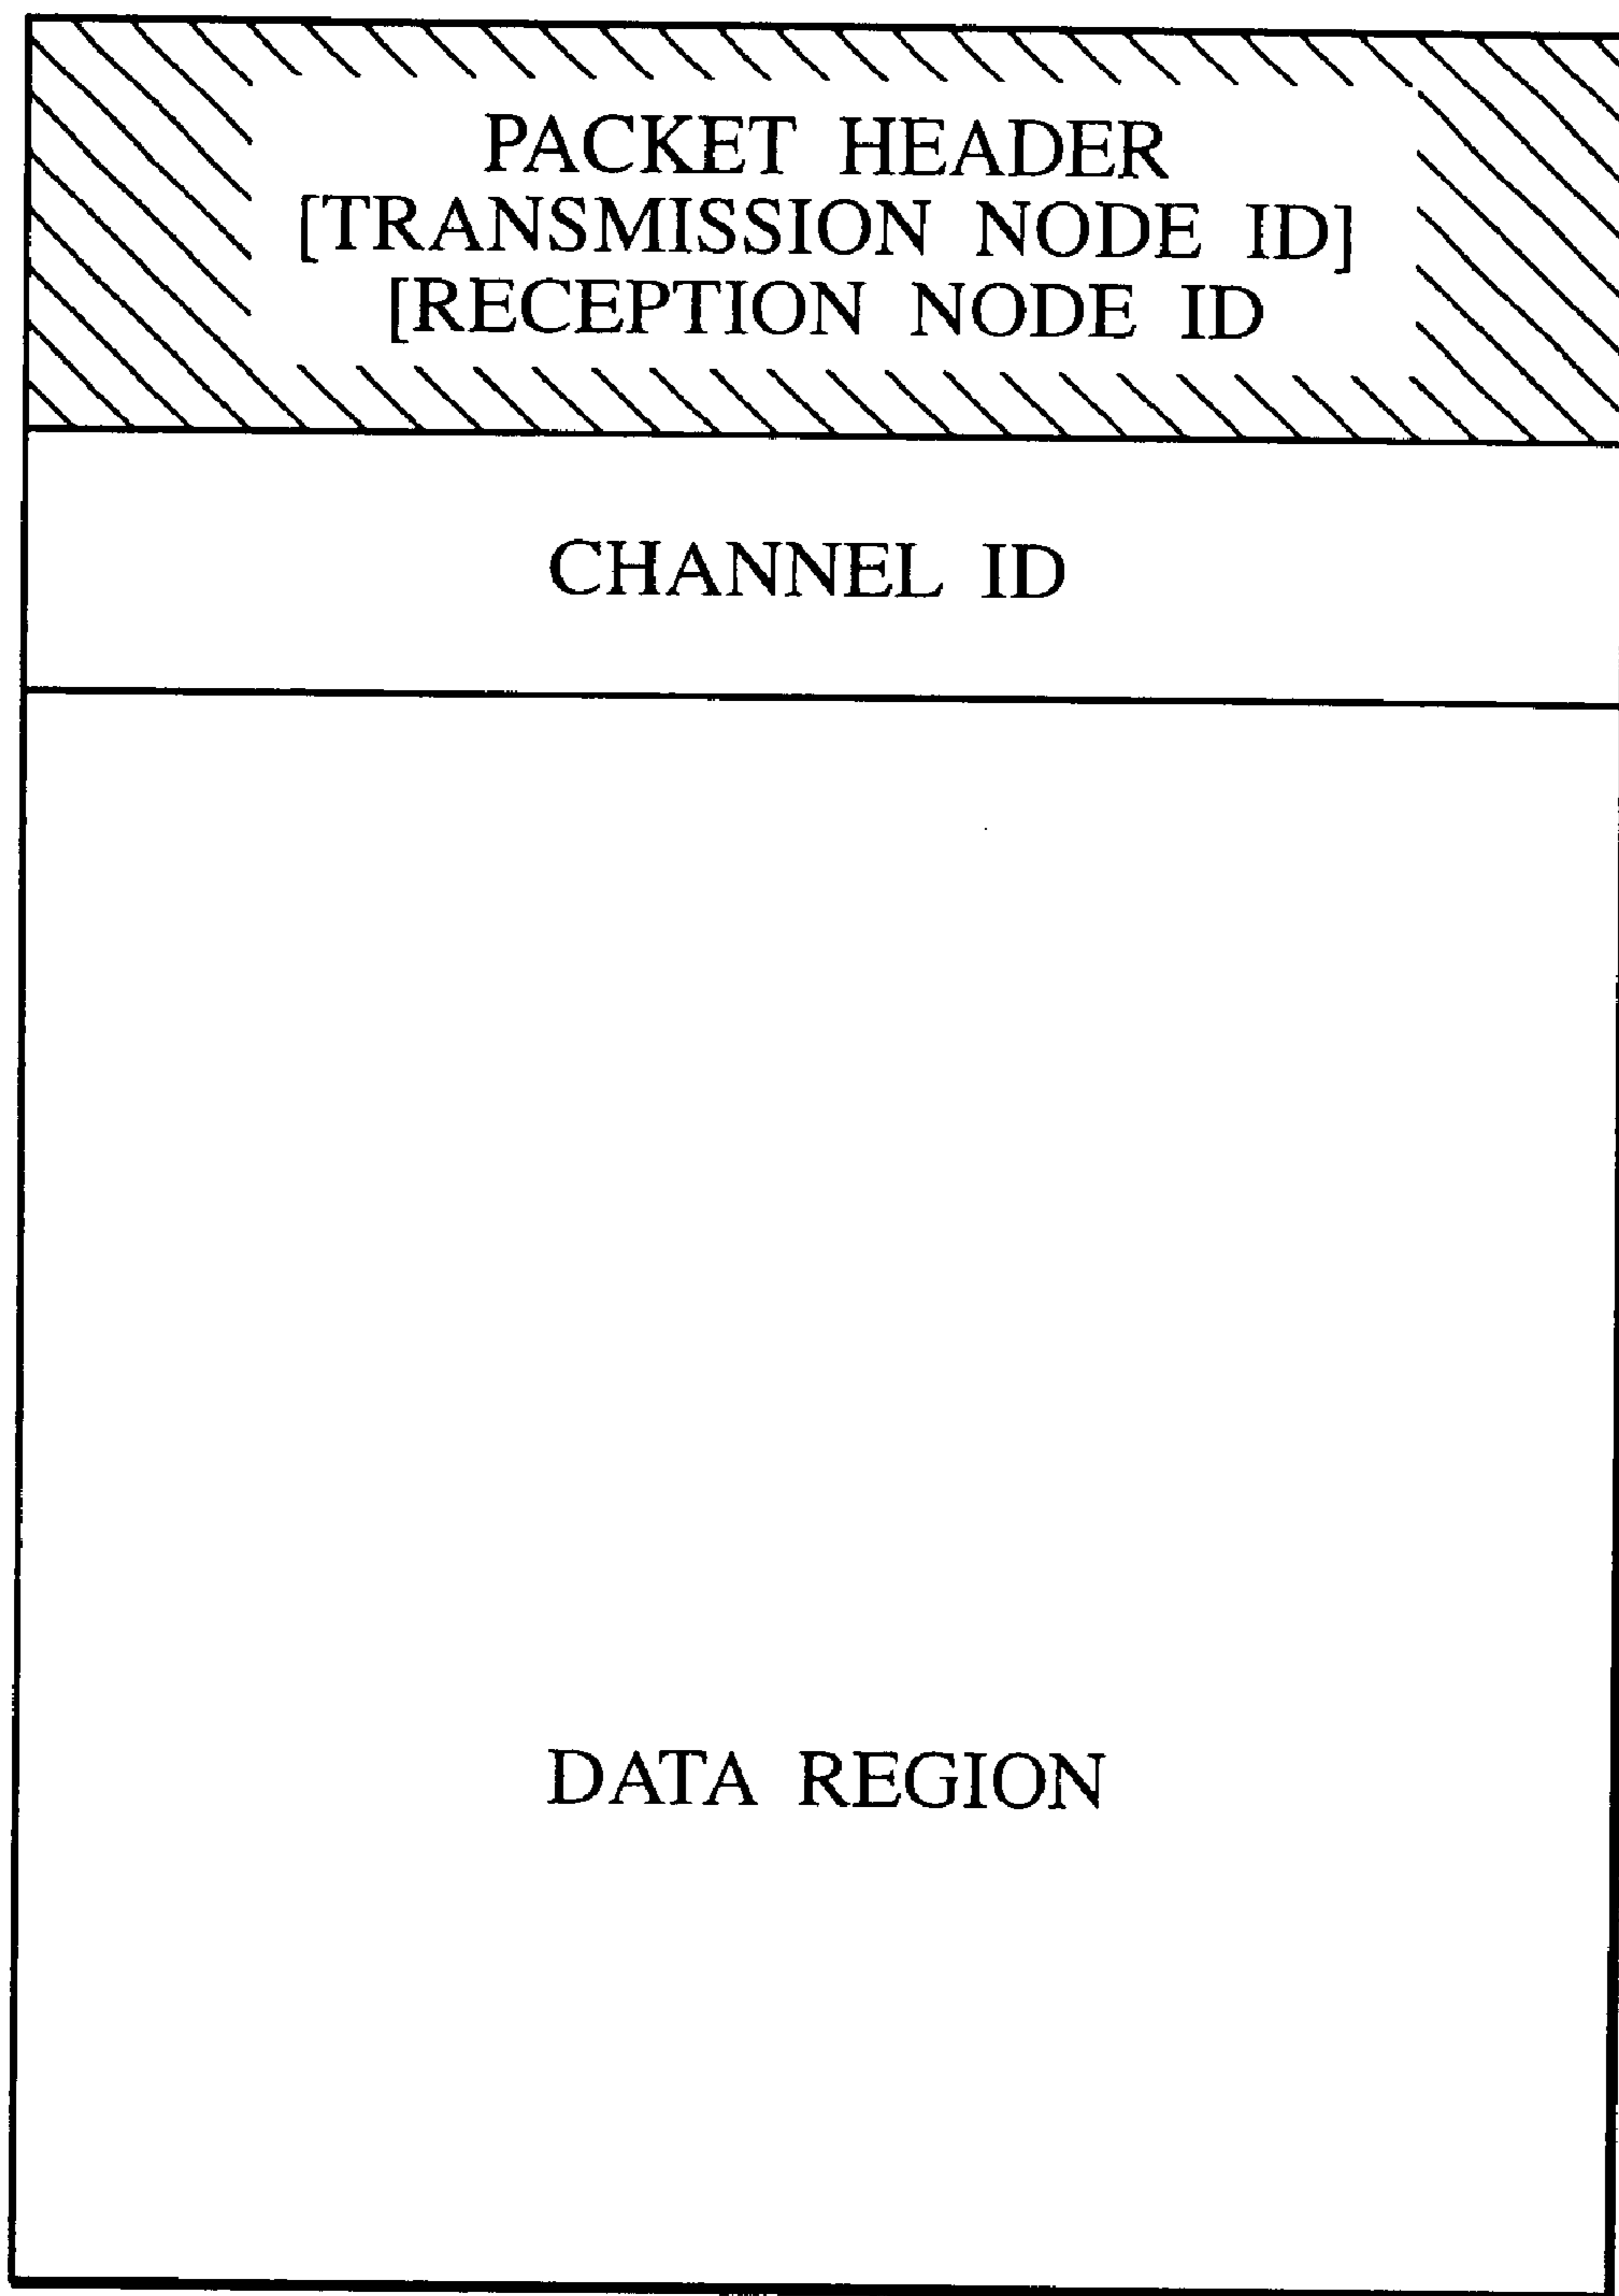 PACKET HEADER
[TRANSMISSION NODE ID]
[RECEPTION NODE ID
CHANNEL ID
DATA REGION